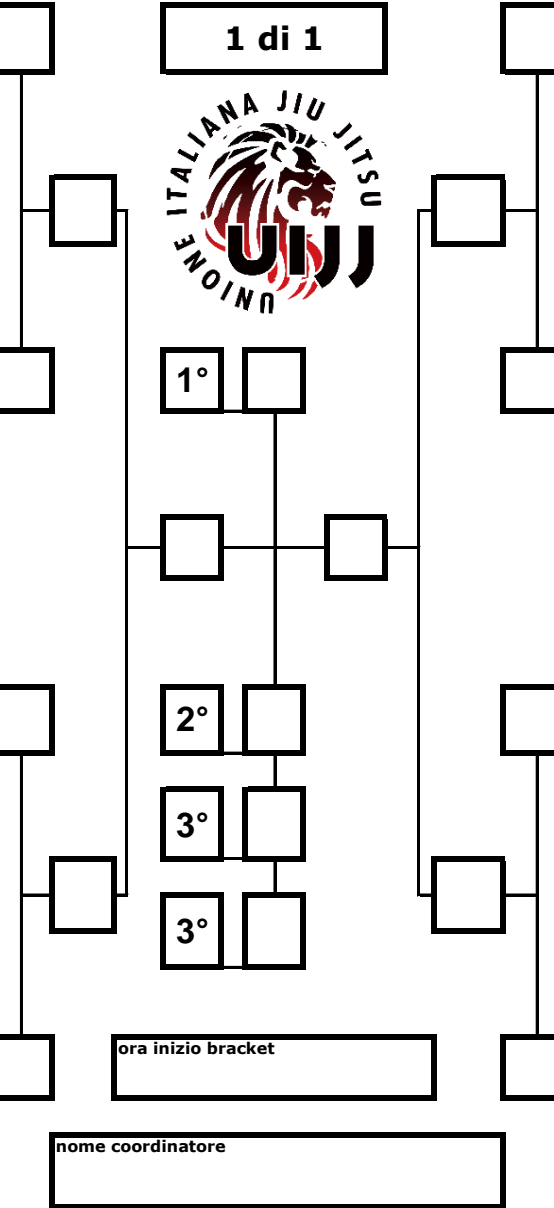 1 di 1
UNIONE ITALIANA JIU JITSU
UIJJ
1°
2°
3°
3°
ora inizio bracket
nome coordinatore